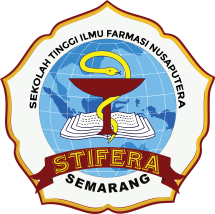 SEKOLAH TINGGI ILMU FARMASI NUSAPUTERA
STIFERA
SEMARANG